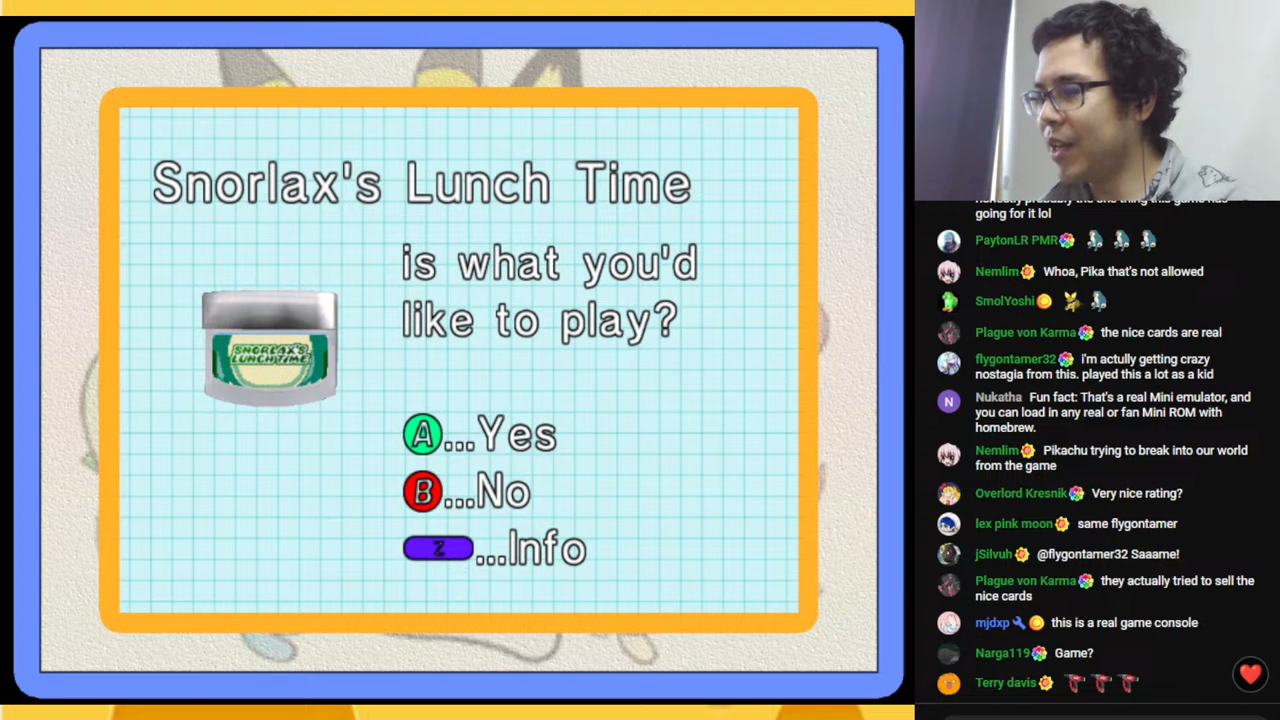 Snorlax's Lunch Time
is what you'd
like to play?
SNORLAX'S
LUNCHTIME
A...Yes
B...No
Z...Info
going for it lol
PaytonLR PMR
Nemlim Whoa, Pika that's not allowed
SmolYoshi
Plague von Karma the nice cards are real
flygontamer32 i'm actully getting crazy
nostagia from this. played this a lot as a kid
N Nukatha Fun fact: That's a real Mini emulator, and
you can load in any real or fan Mini ROM with
homebrew.
Nemlim Pikachu trying to break into our world
from the game
Overlord Kresnik Very nice rating?
lex pink moon same flygontamer
jSilvuh @flygontamer32 Saaame!
Plague von Karma they actually tried to sell the
nice cards
mjdxp this is a real game console
Narga119 Game?
Terry davis